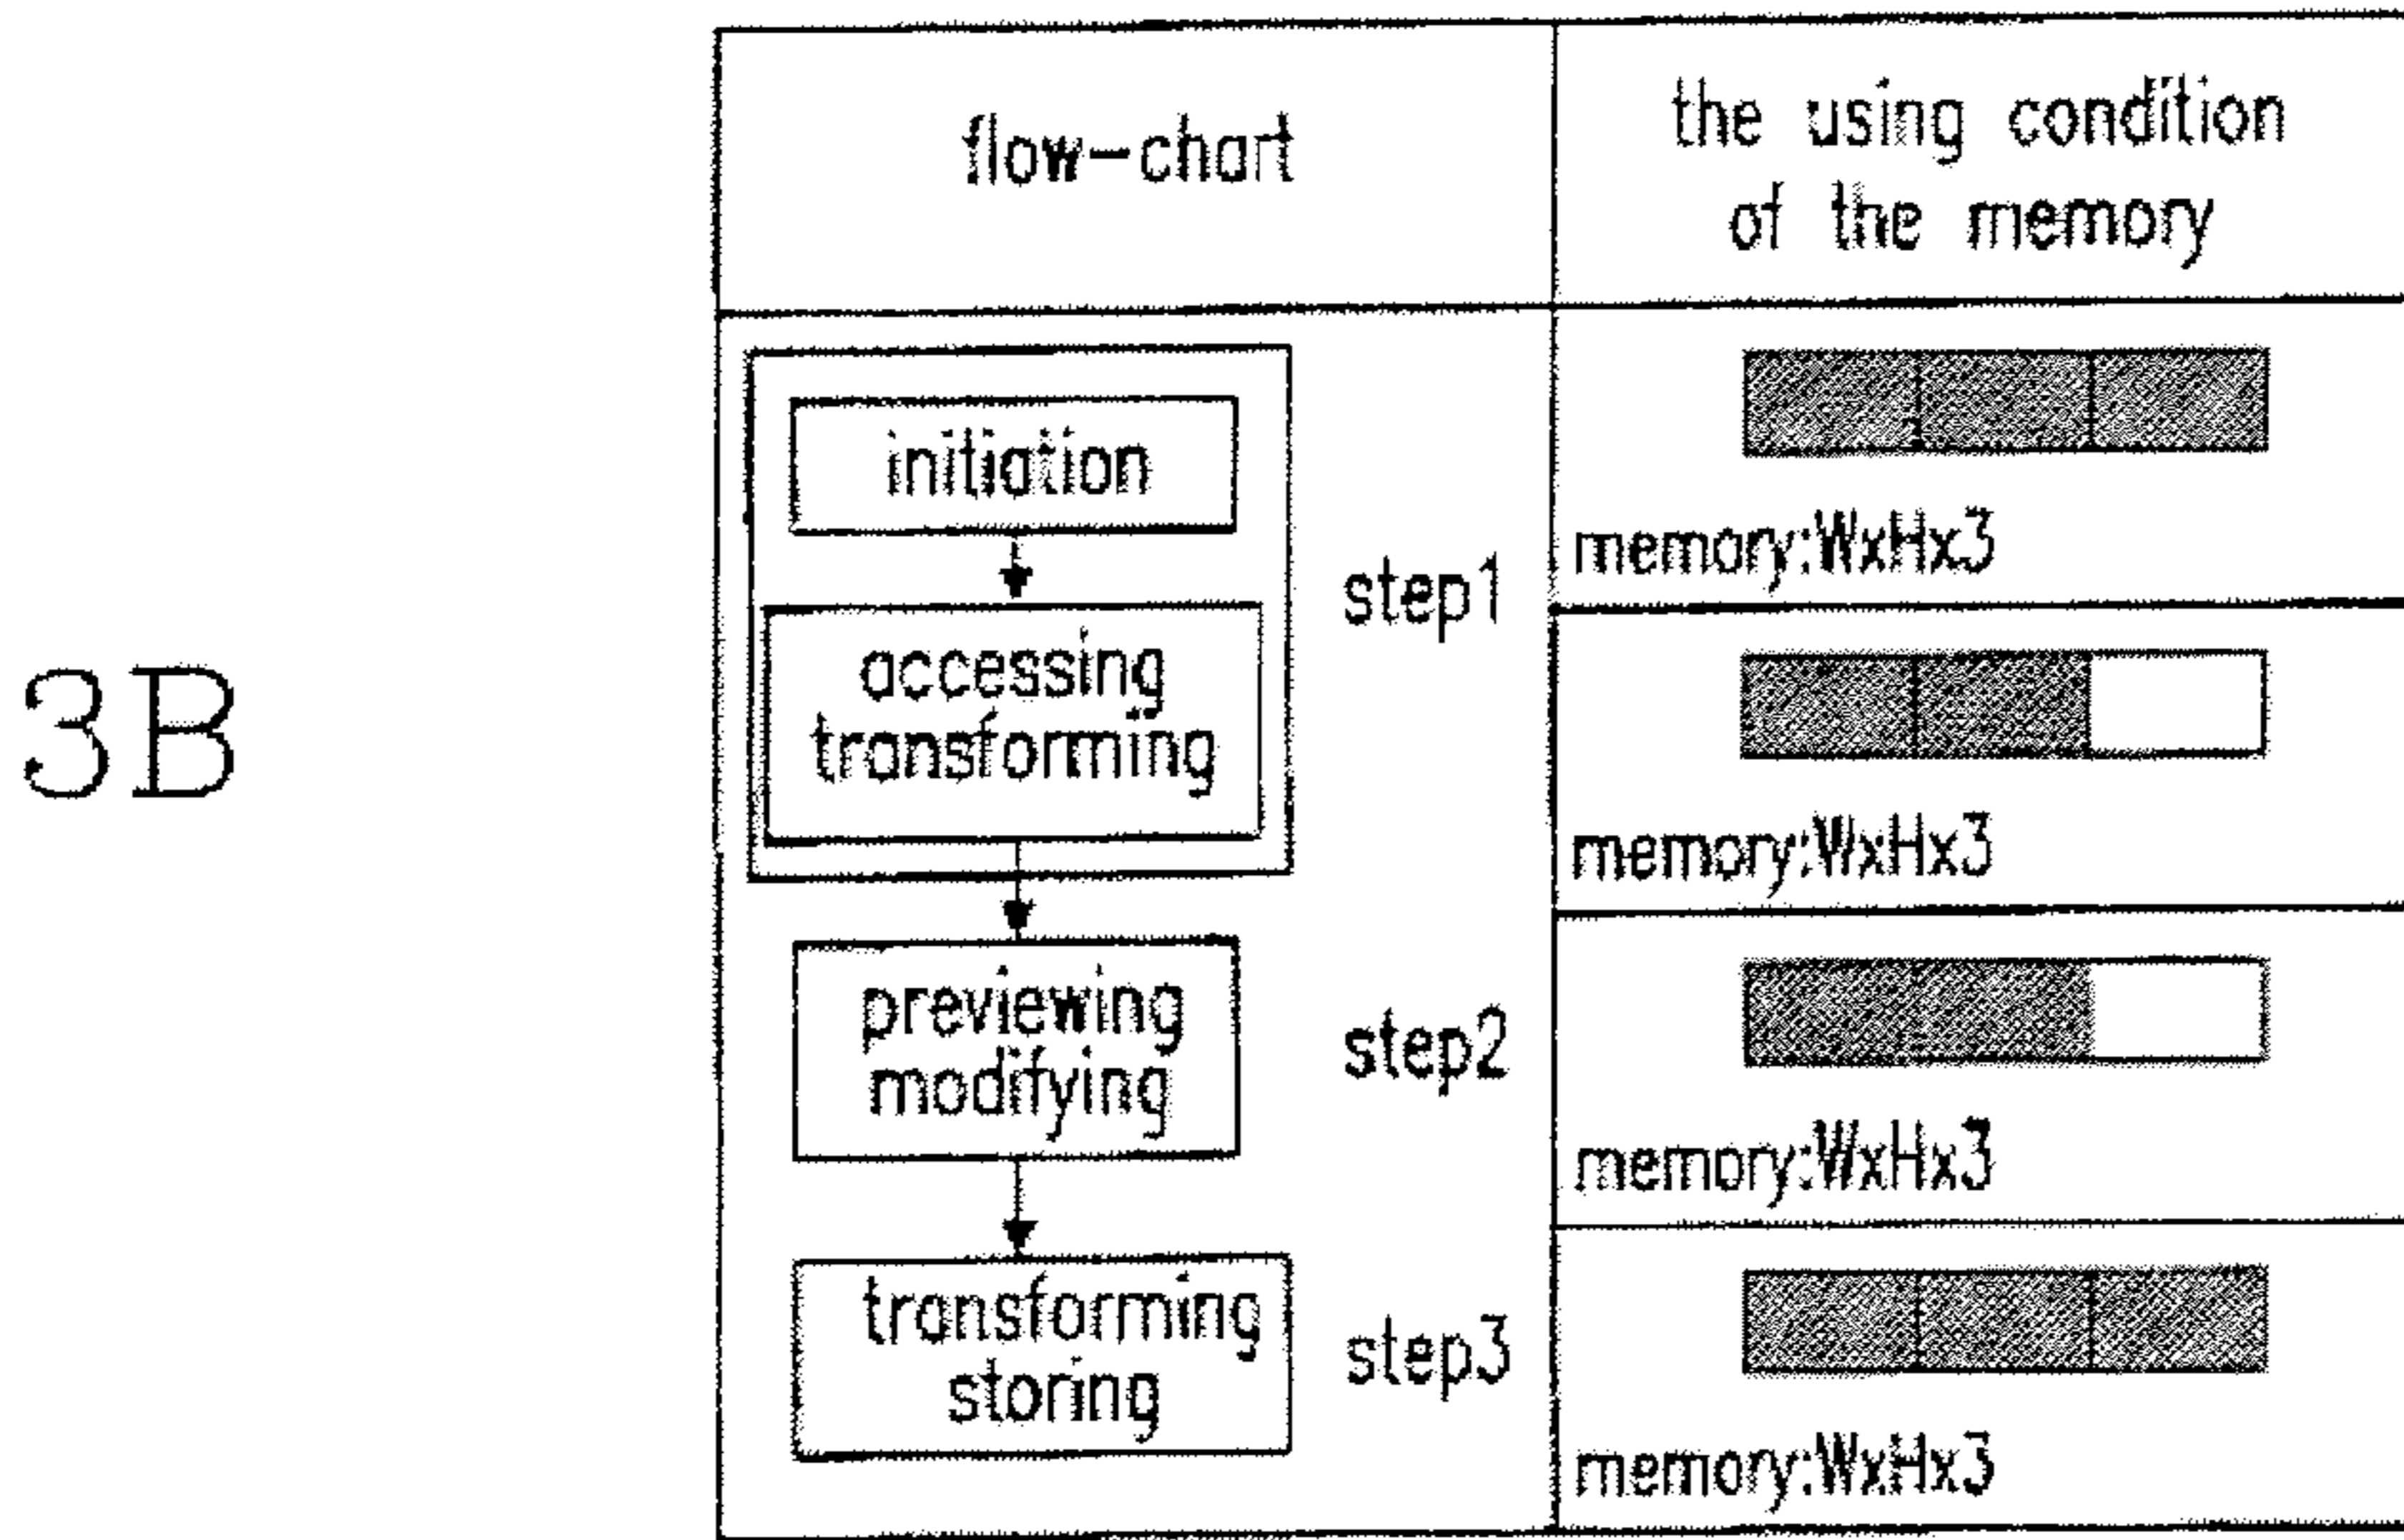 3B
flow-chart
the using condition
of the memory
initiation
accessing
transforming
step1
previewing
modifying
step2
transforming
storing
step3
memory:WxHx3
memory:WxHx3
memory:WxHx3
memory:WxHx3